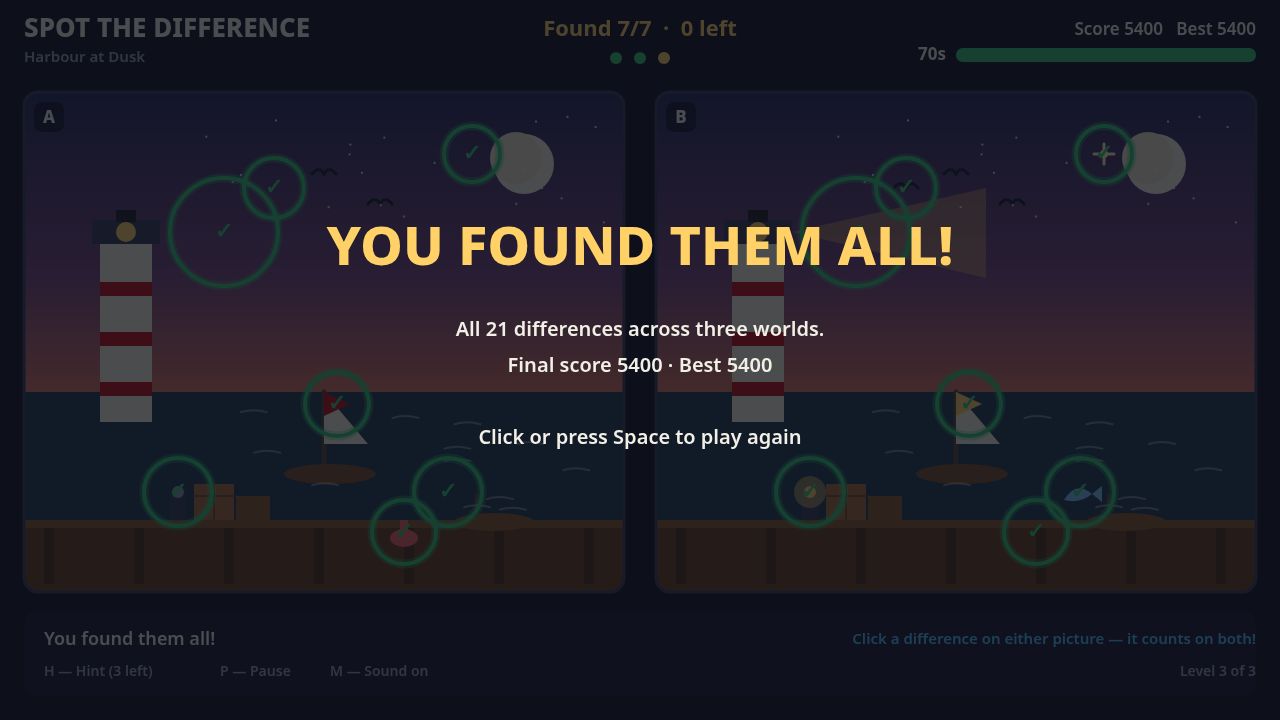 SPOT THE DIFFERENCE
Harbour at Dusk
Found 7/7 · 0 left
Score 5400 Best 5400
70s
A
B
YOU FOUND THEM ALL!
All 21 differences across three worlds.
Final score 5400 · Best 5400
Click or press Space to play again
You found them all!
Click a difference on either picture — it counts on both!
H — Hint (3 left)
P — Pause
M — Sound on
Level 3 of 3